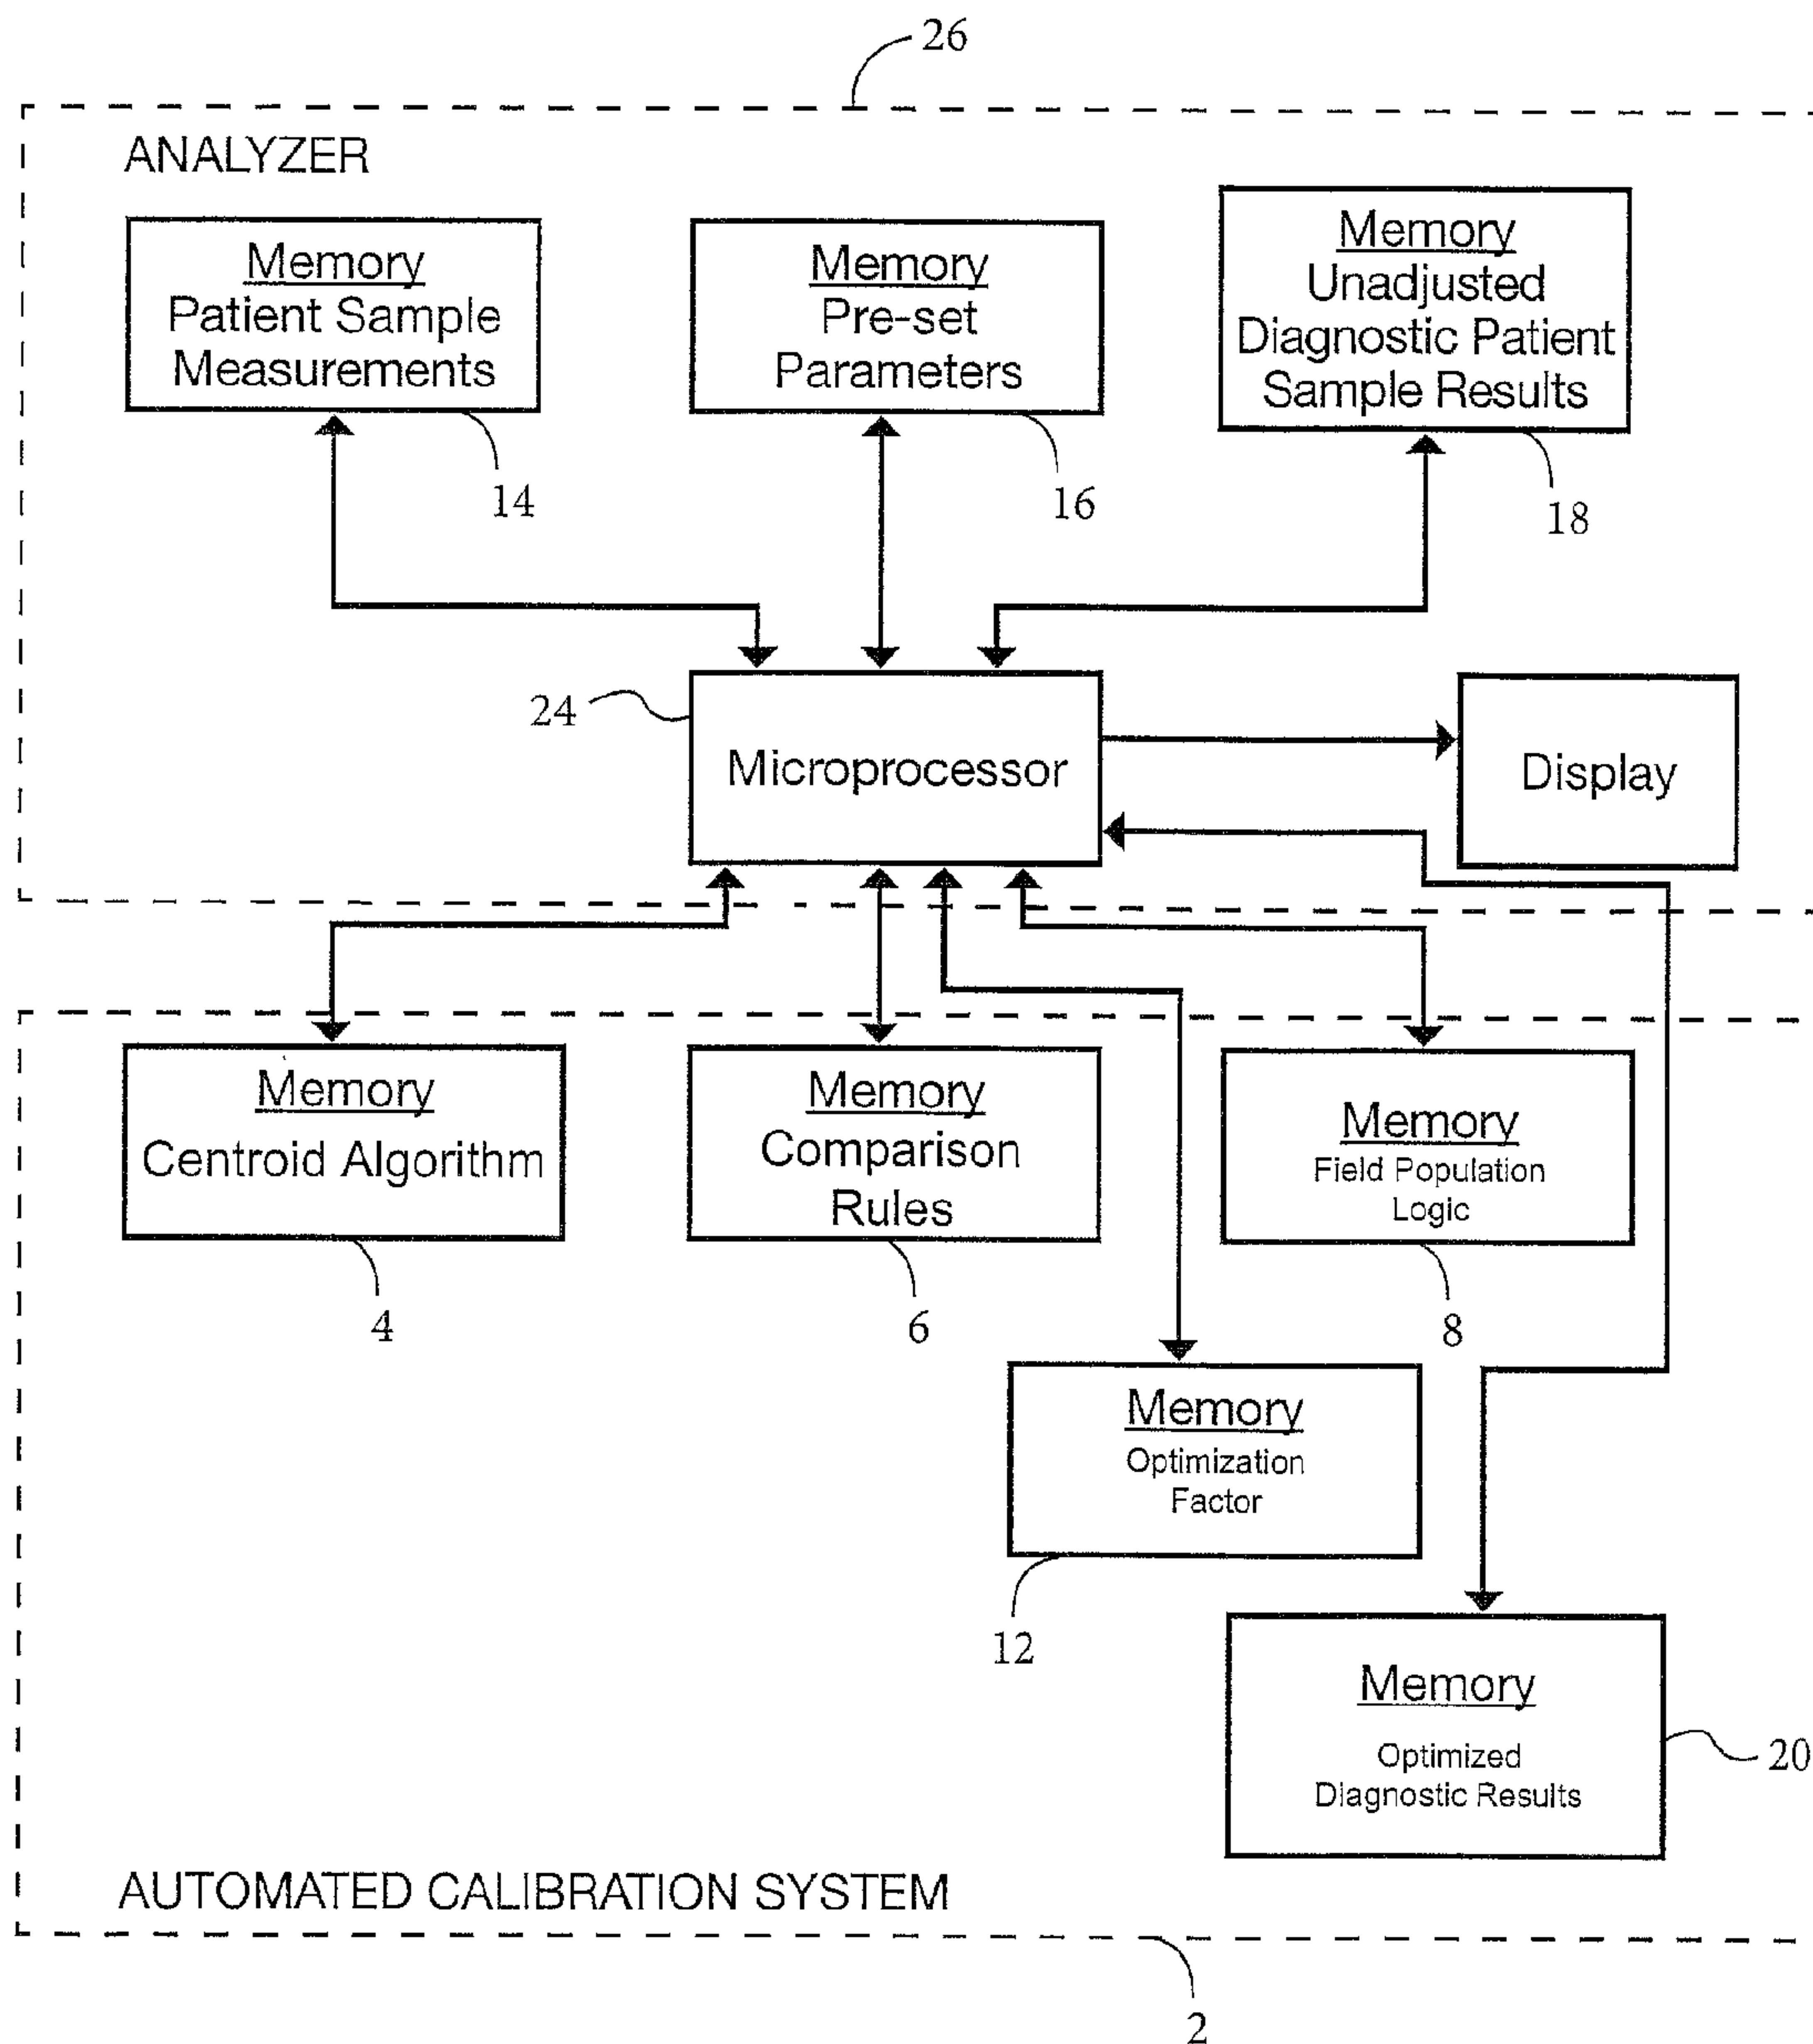 26
ANALYZER
Memory
Patient Sample
Measurements
14
Memory
Pre-set
Parameters
16
Memory
Unadjusted
Diagnostic Patient
Sample Results
18
24
Microprocessor
Display
Memory
Centroid Algorithm
4
Memory
Comparison
Rules
6
Memory
Field Population
Logic
8
Memory
Optimization
Factor
12
Memory
Optimized
Diagnostic Results
20
AUTOMATED CALIBRATION SYSTEM
2